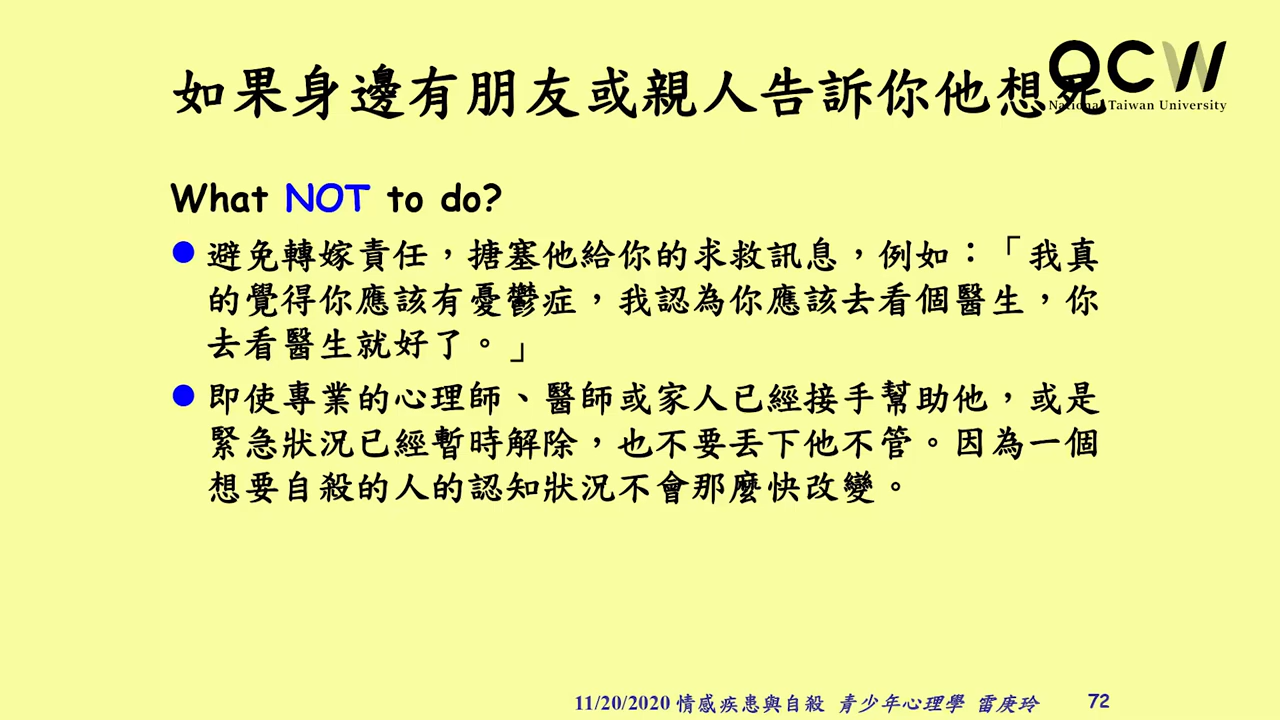 如果身邊有朋友或親人告訴你他想死
OCW
National Taiwan University
What NOT to do?
避免轉嫁責任，搪塞他給你的求救訊息，例如：「我真
的覺得你應該有憂鬱症，我認為你應該去看個醫生，你
去看醫生就好了。」
即使專業的心理師、醫師或家人已經接手幫助他，或是
緊急狀況已經暫時解除，也不要丟下他不管。因為一個
想要自殺的人的認知狀況不會那麼快改變。
11/20/2020 情感疾患與自殺 青少年心理學 雷庚玲 72